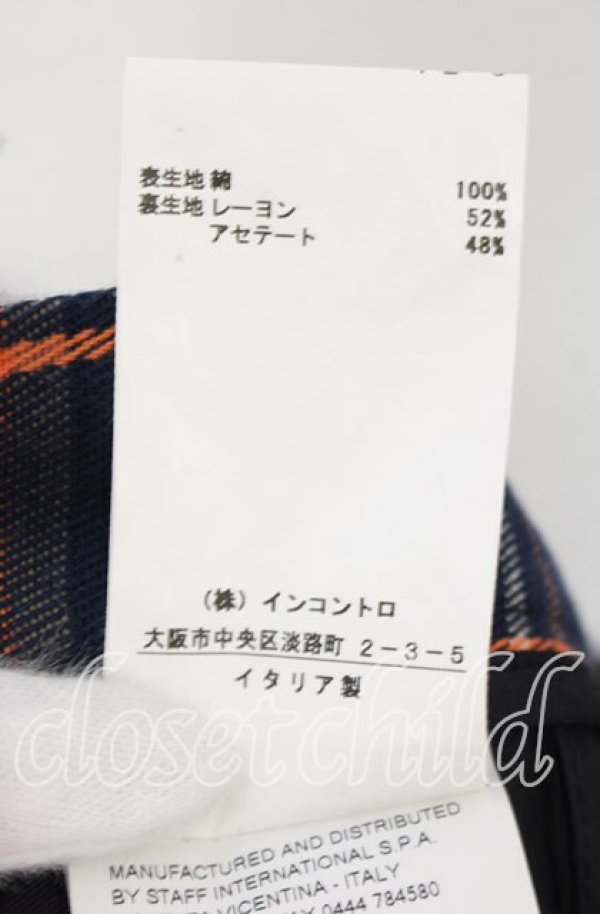 表生地 綿 100%
裏生地 レーヨン 52%
アセテート 48%
(株) インコントロ
大阪市中央区淡路町 2-3-5
イタリア製
closet child
MANUFACTURED AND DISTRIBUTED
BY STAFF INTERNATIONAL S.P.A.
VICENTINA - ITALY
0444 784580